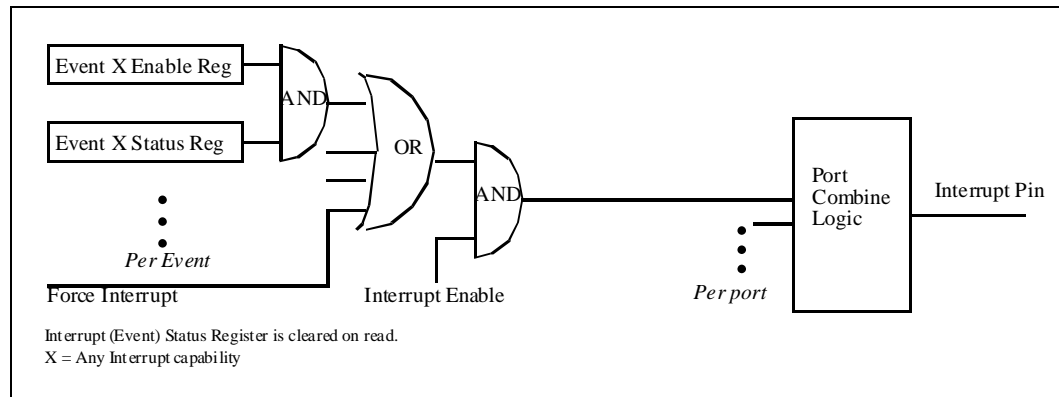 Event X Enable Reg
AND
Event X Status Reg
OR
AND
Port
Combine
Logic
Interrupt Pin
Per Event
Force Interrupt
Interrupt Enable
Per port
Interrupt (Event) Status Register is cleared on read.
X = Any Interrupt capability